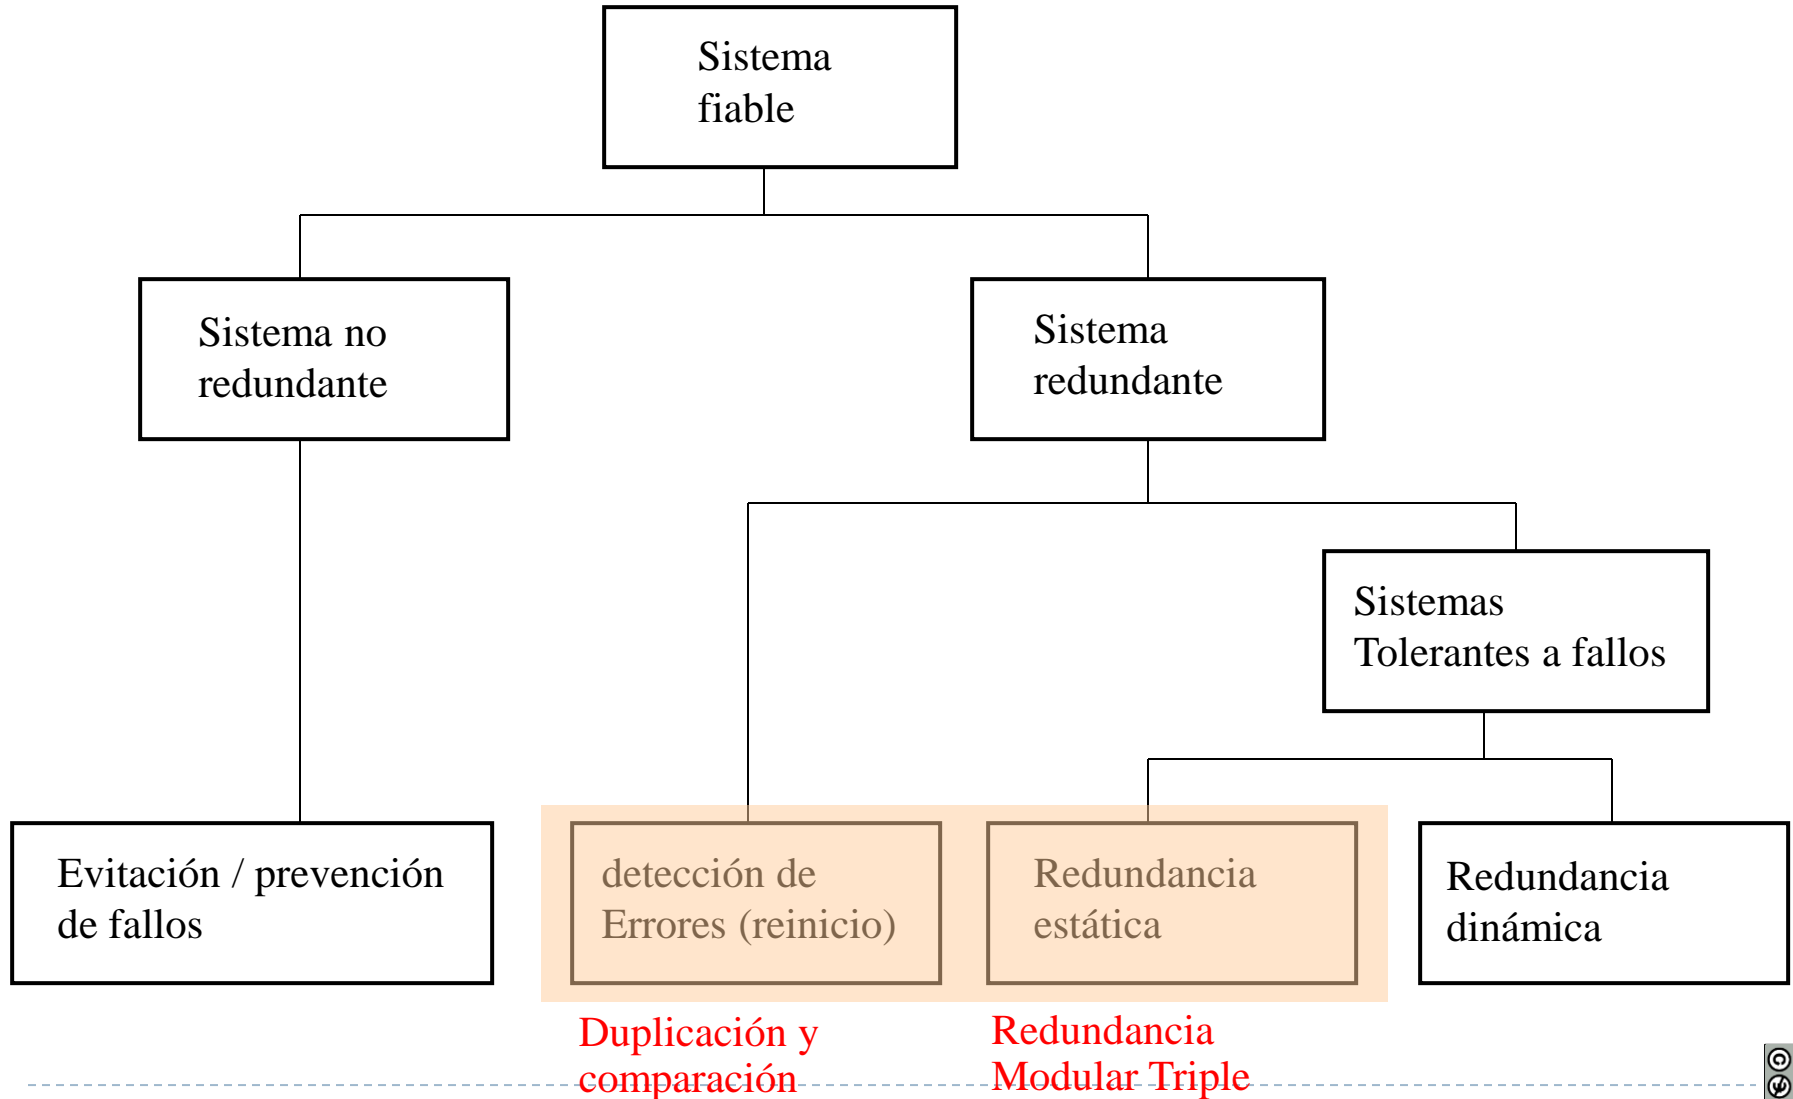 Sistema
fiable
Sistema no
redundante
Sistema
redundante
Sistemas
Tolerantes a fallos
Evitación / prevención
de fallos
detección de
Errores (reinicio)
Redundancia
estática
Redundancia
dinámica
Duplicación y
comparación
Redundancia
Modular Triple